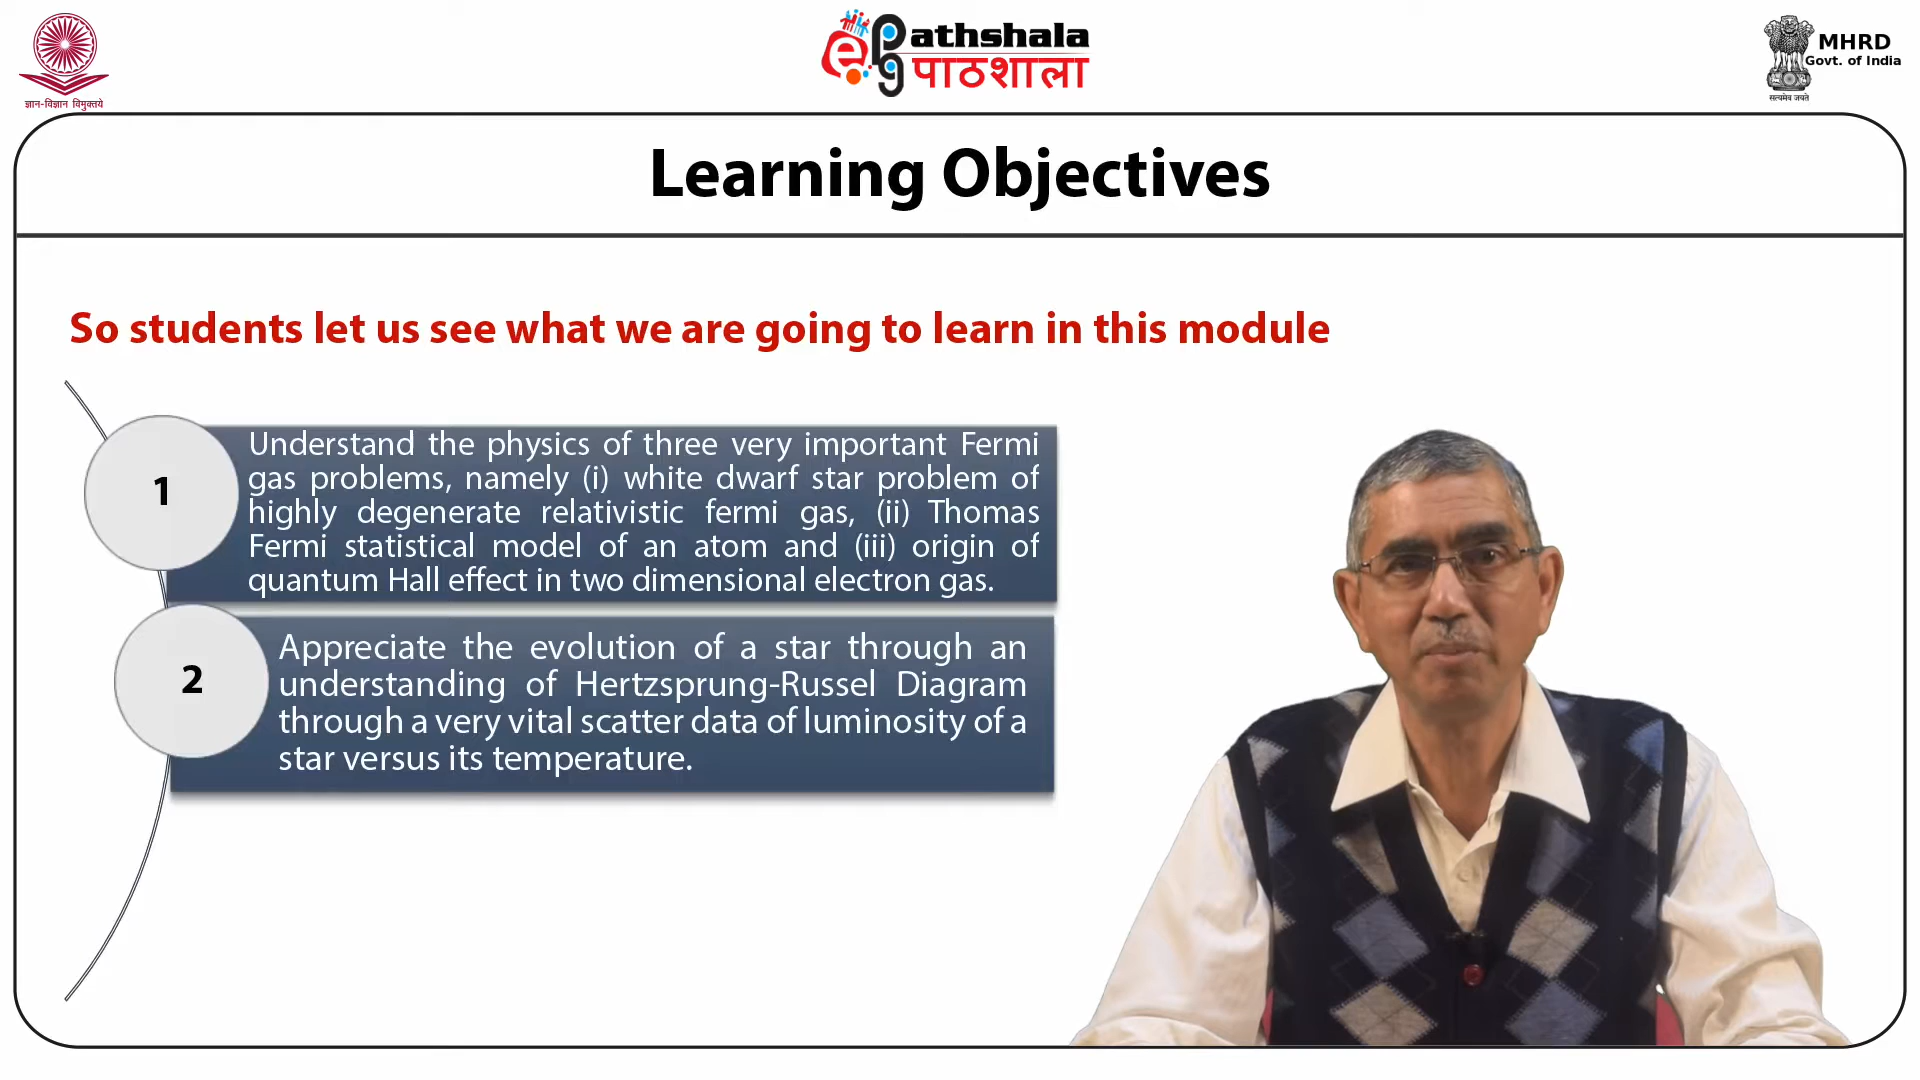 ज्ञान-विज्ञान विमुक्तये
ePathshala
पाठशाला
MHRD
Govt. of India
सत्यमेव जयते
Learning Objectives
So students let us see what we are going to learn in this module
1
Understand the physics of three very important Fermi
gas problems, namely (i) white dwarf star problem of
highly degenerate relativistic fermi gas, (ii) Thomas
Fermi statistical model of an atom and (iii) origin of
quantum Hall effect in two dimensional electron gas.
2
Appreciate the evolution of a star through an
understanding of Hertzsprung-Russel Diagram
through a very vital scatter data of luminosity of a
star versus its temperature.